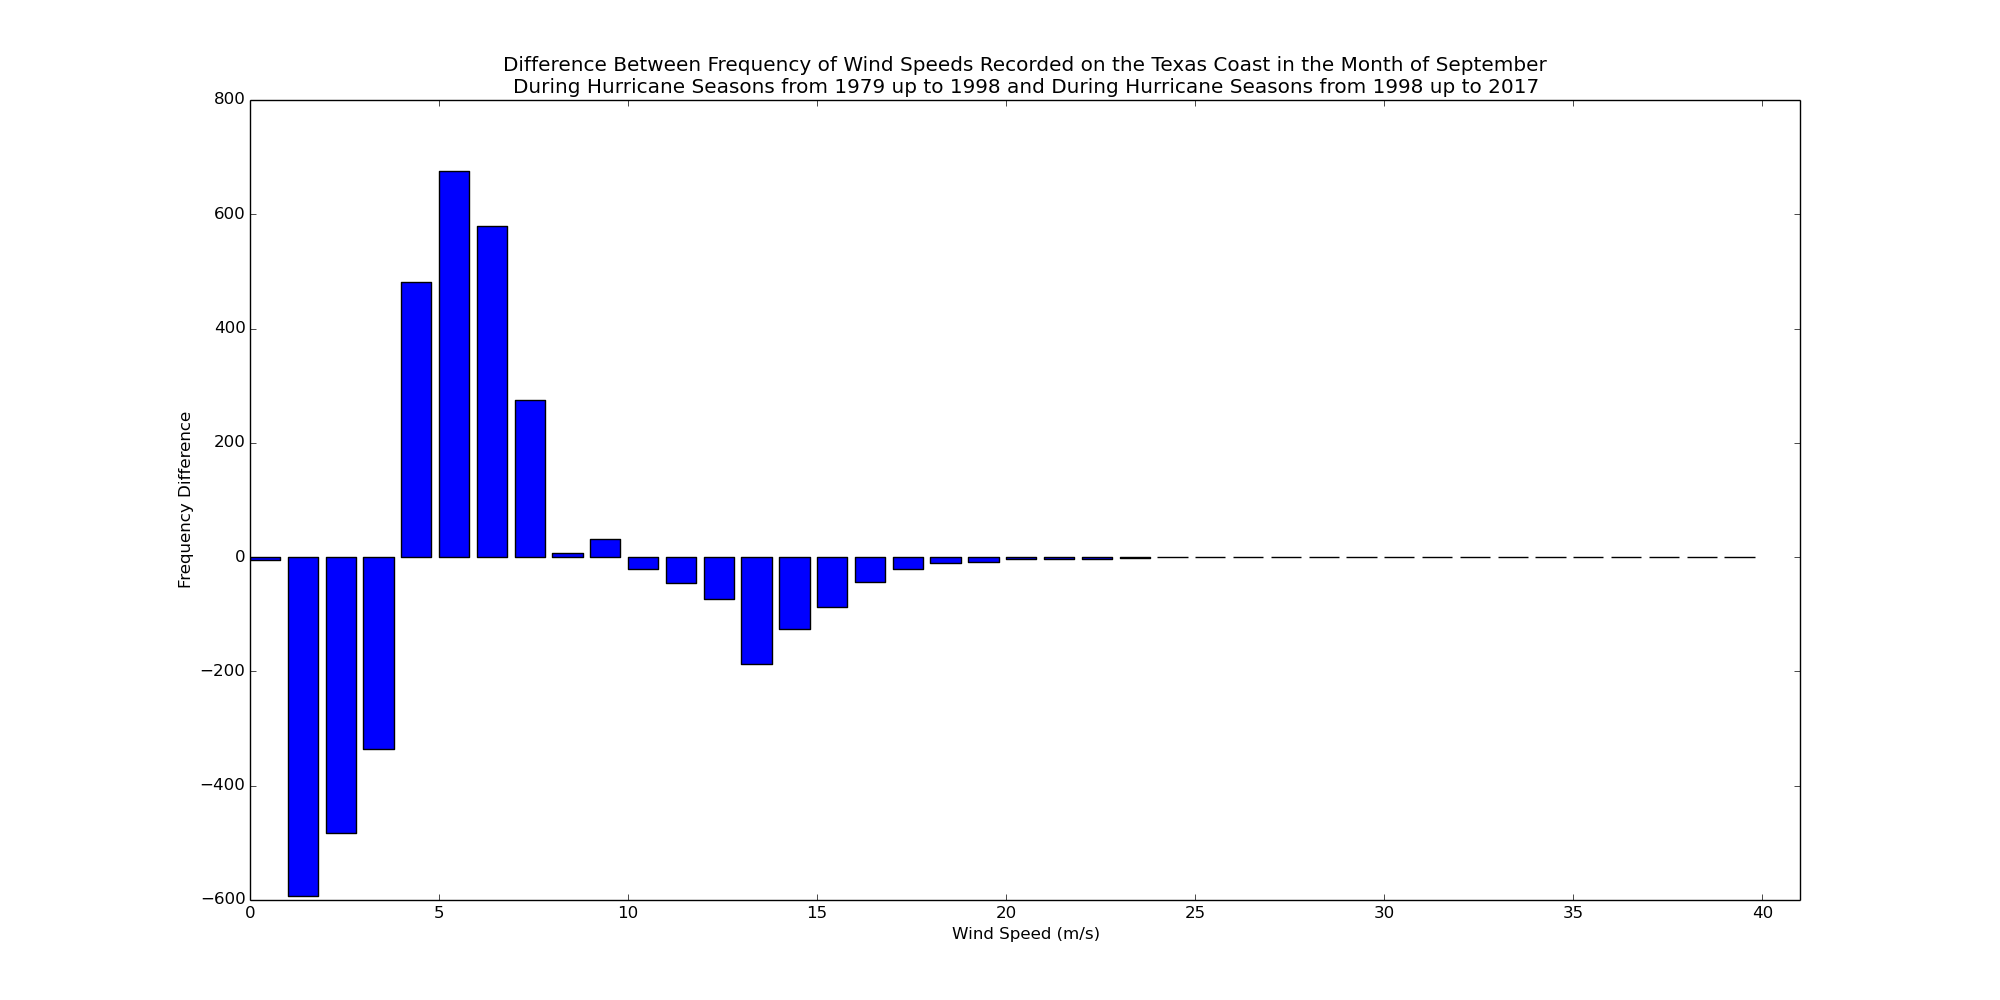 Difference Between Frequency of Wind Speeds Recorded on the Texas Coast in the Month of September
During Hurricane Seasons from 1979 up to 1998 and During Hurricane Seasons from 1998 up to 2017
800
600
400
200
0
−200
−400
−600
Frequency Difference
0 5 10 15 20 25 30 35 40
Wind Speed (m/s)